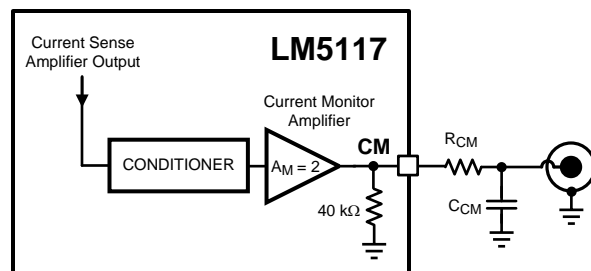 Current Sense
Amplifier Output
LM5117
Current Monitor
Amplifier
CONDITIONER
A_M = 2
CM
40 kΩ
R_CM
C_CM